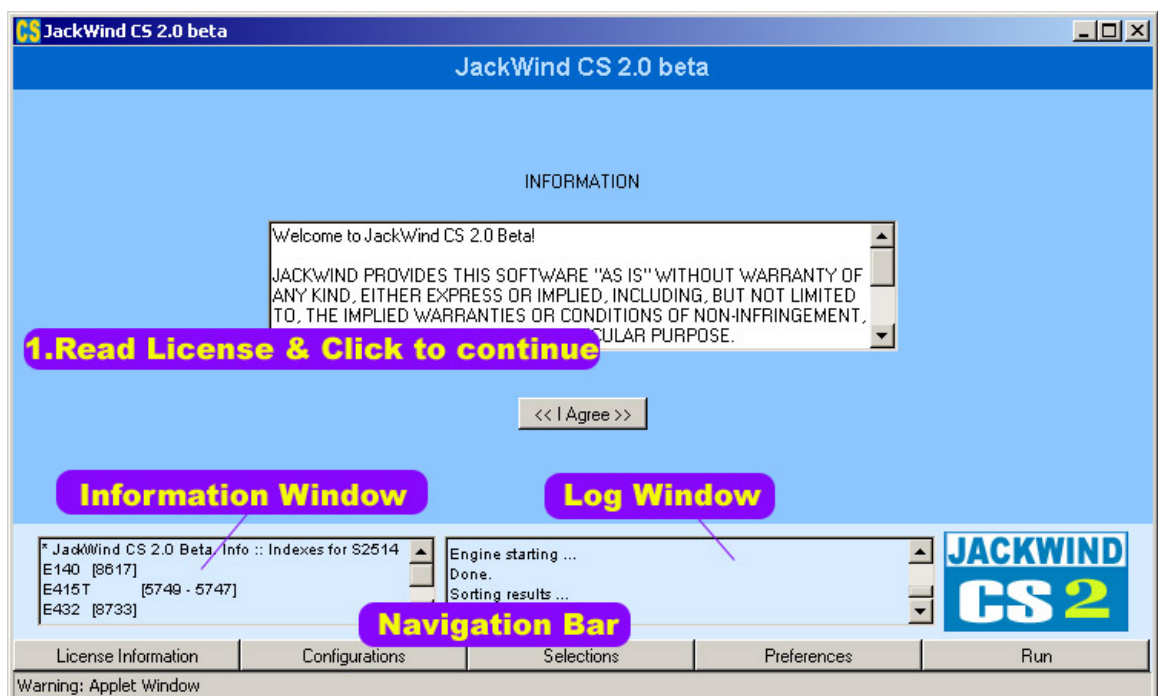 CS JackWind CS 2.0 beta
JackWind CS 2.0 beta
INFORMATION
Welcome to JackWind CS 2.0 Beta!
JACKWIND PROVIDES THIS SOFTWARE "AS IS" WITHOUT WARRANTY OF
ANY KIND, EITHER EXPRESS OR IMPLIED, INCLUDING, BUT NOT LIMITED
TO, THE IMPLIED WARRANTIES OR CONDITIONS OF NON-INFRINGEMENT,
PURPOSE.
1.Read License & Click to continue
<< I Agree >>
Information Window
Log Window
* JackWind CS 2.0 Beta Info :: Indexes for S2514
E140 [8617]
E415T [5749 - 5747]
E432 [8733]
Engine starting ...
Done.
Sorting results ...
JACKWIND
CS 2
Navigation Bar
License Information
Configurations
Selections
Preferences
Run
Warning: Applet Window